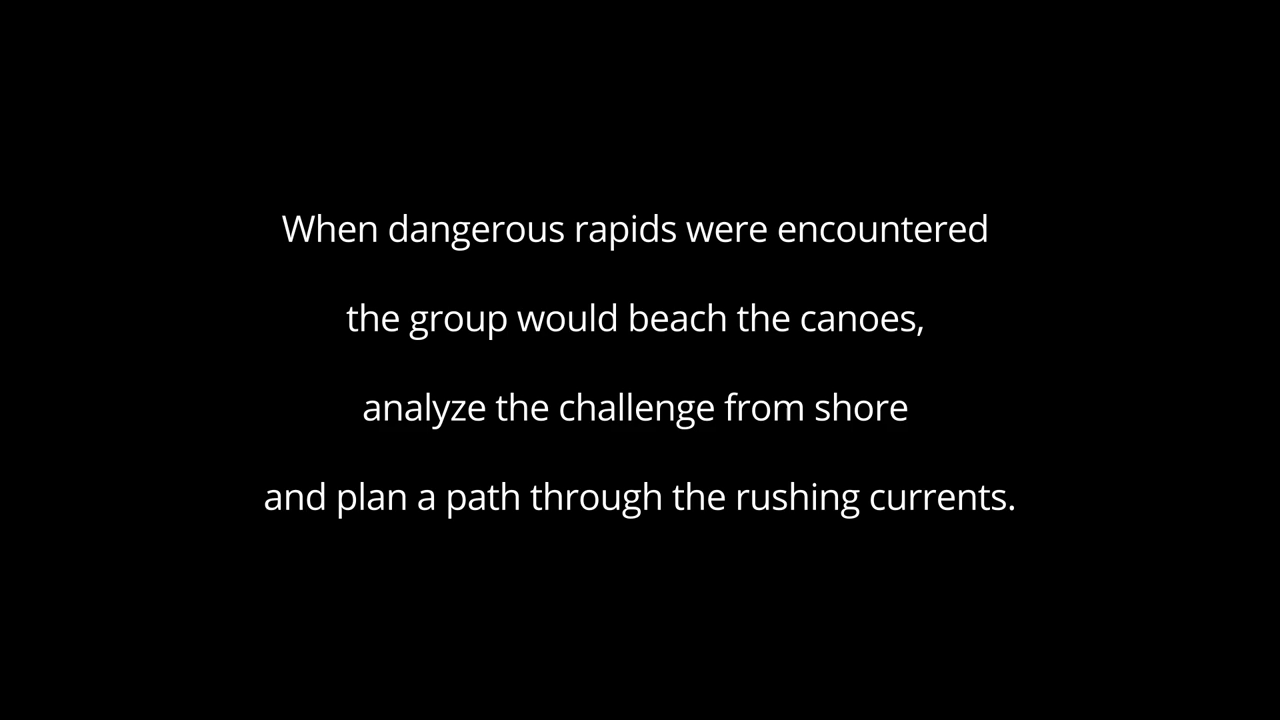 When dangerous rapids were encountered
the group would beach the canoes,
analyze the challenge from shore
and plan a path through the rushing currents.